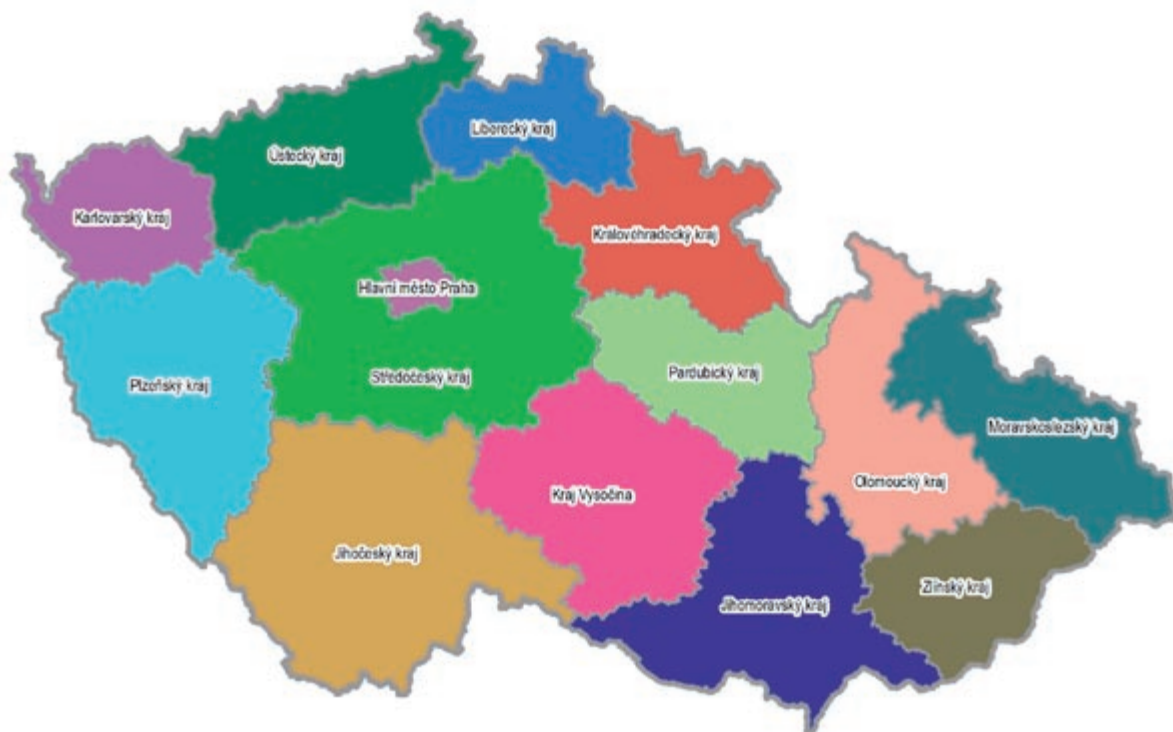 Liberecký kraj
Ústecký kraj
Karlovarský kraj
Královéhradecký kraj
Hlavní město Praha
Středočeský kraj
Plzeňský kraj
Pardubický kraj
Moravskoslezský kraj
Olomoucký kraj
Kraj Vysočina
Jihočeský kraj
Zlínský kraj
Jihomoravský kraj